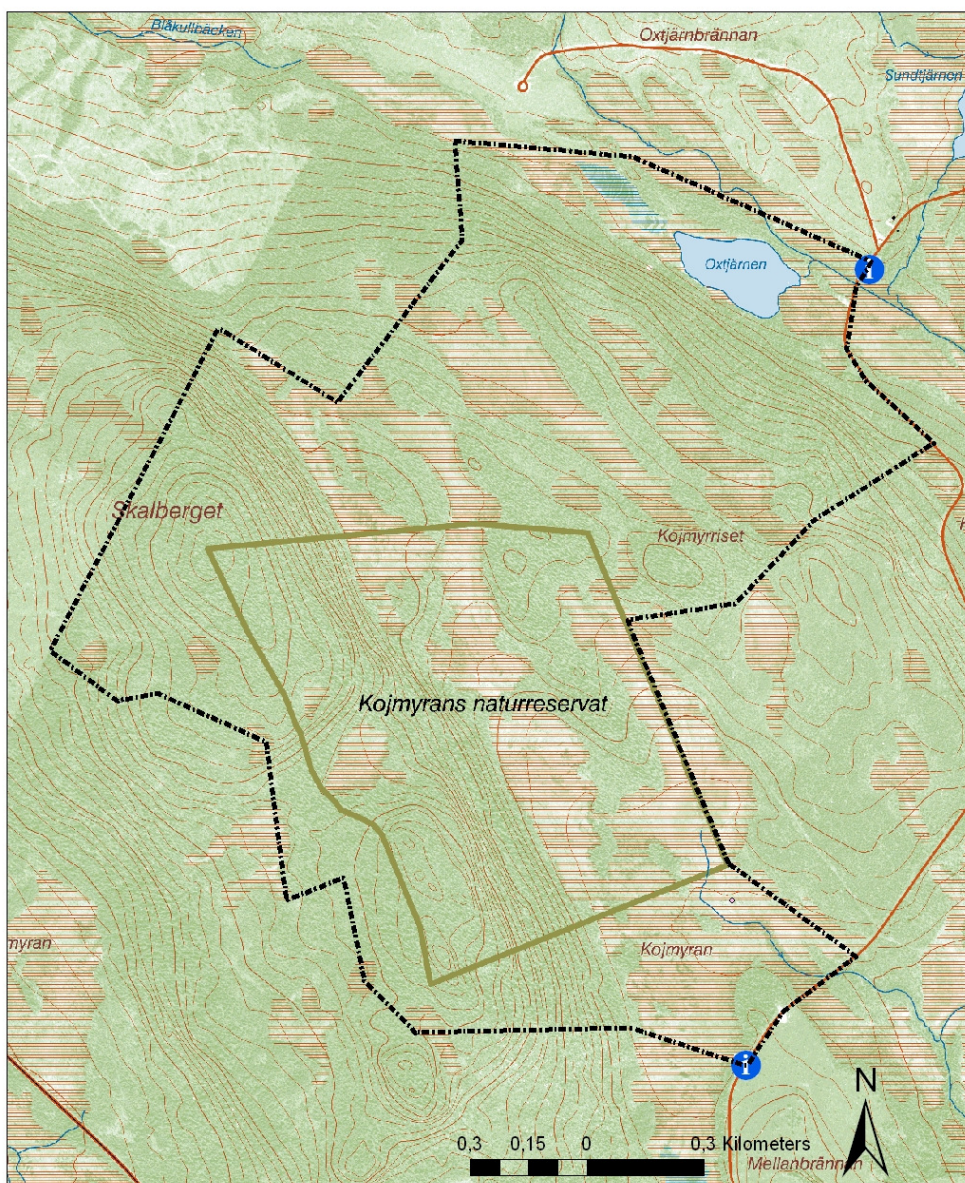 Blåkullbäcken
Oxtjärnbrännan
Sundtjärnen
Oxtjärnen
i
Skalberget
Kojmyrriset
Kojmyrans naturreservat
myran
Kojmyran
i
N
0,3 0,15 0 0,3 Kilometers
Mellanbrännan